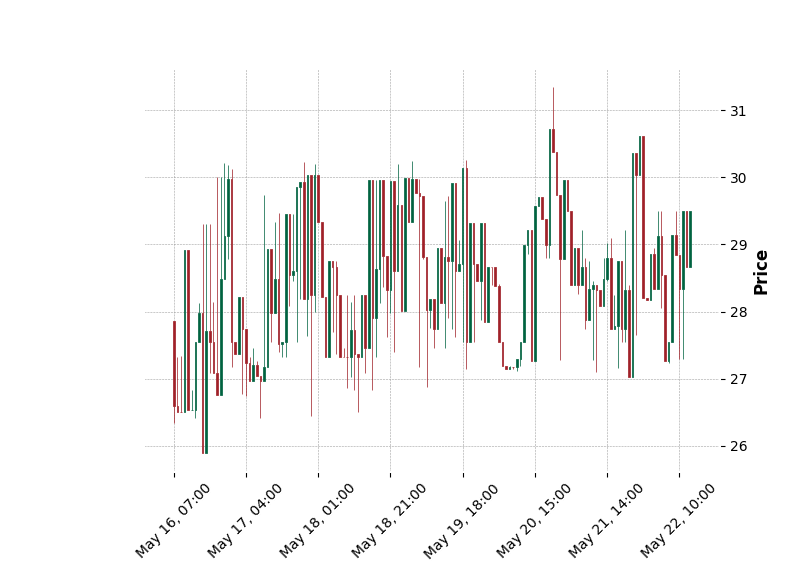 31
30
29
28
27
26
Price
May 16, 07:00
May 17, 04:00
May 18, 01:00
May 18, 21:00
May 19, 18:00
May 20, 15:00
May 21, 14:00
May 22, 10:00